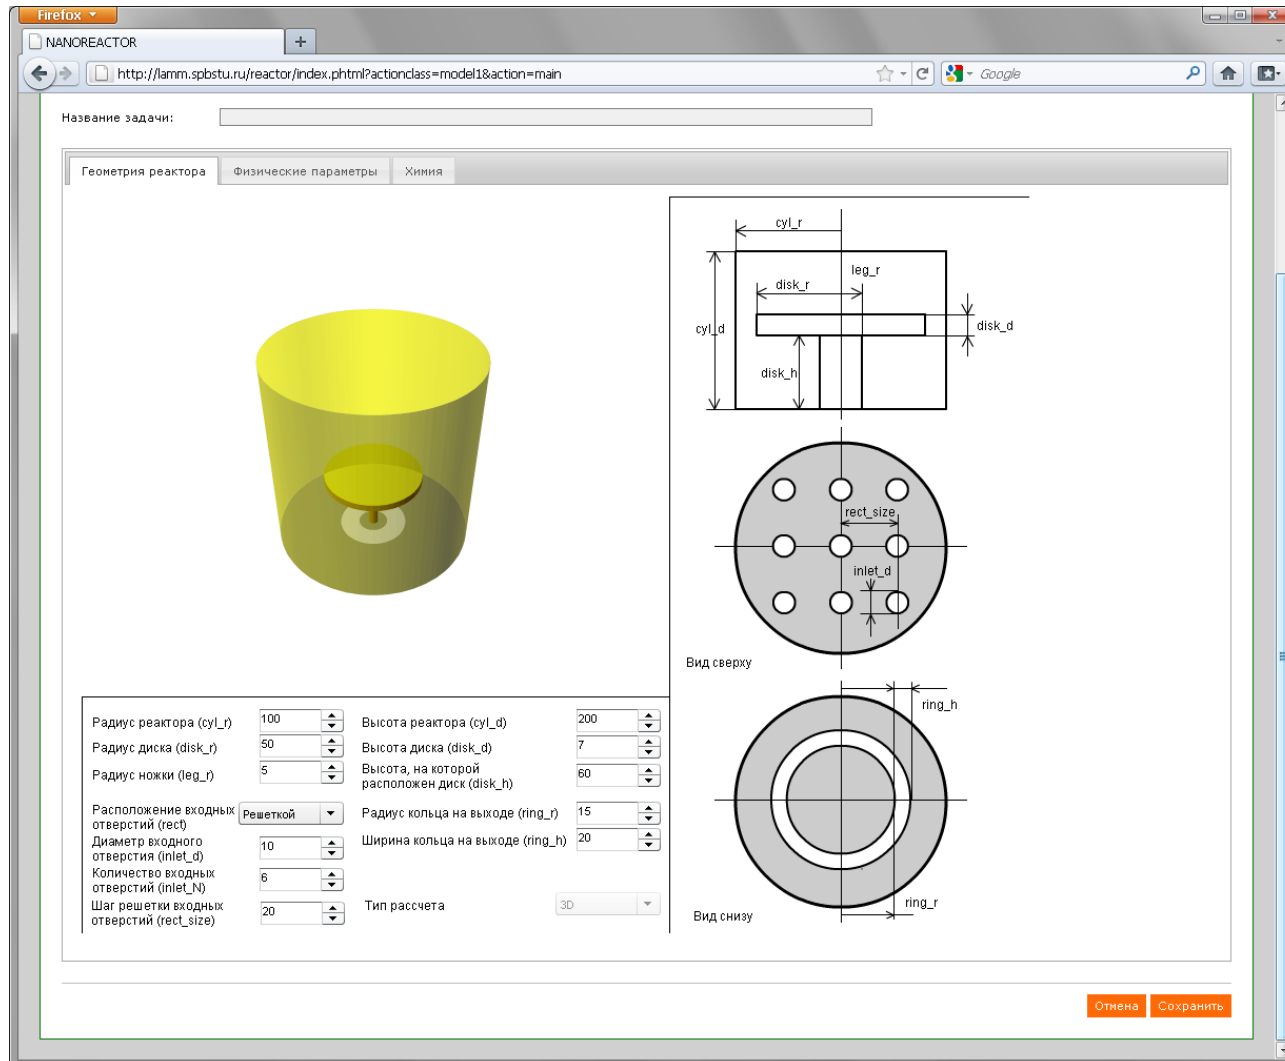 Firefox
NANOREACTOR
http://lamm.spbstu.ru/reactor/index.phtml?actionclass=model1&action=main
Google
Название задачи:
Геометрия реактора
Физические параметры
Химия
cyl_r
leg_r
disk_r
cyl_d
disk_d
disk_h
rect_size
inlet_d
Вид сверху
ring_h
ring_r
Вид снизу
Радиус реактора (cyl_r) 100
Высота реактора (cyl_d) 200
Радиус диска (disk_r) 50
Высота диска (disk_d) 7
Радиус ножки (leg_r) 5
Высота, на которой
расположен диск (disk_h) 60
Расположение входных
отверстий (rect) Решеткой
Радиус кольца на выходе (ring_r) 15
Диаметр входного
отверстия (inlet_d) 10
Ширина кольца на выходе (ring_h) 20
Количество входных
отверстий (inlet_N) 6
Шаг решетки входных
отверстий (rect_size) 20
Тип рассчета 3D
Отмена
Сохранить